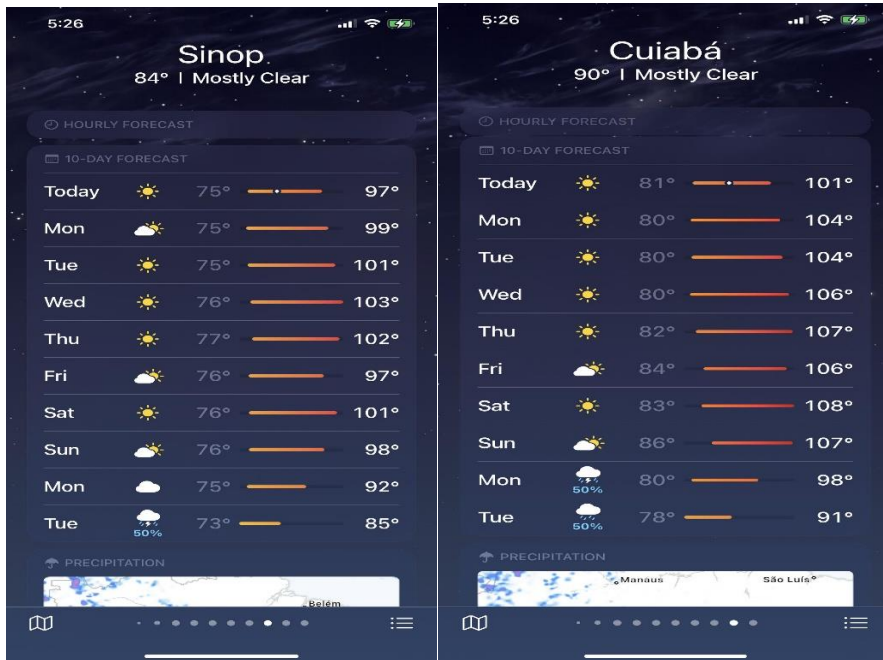 5:26
Sinop
84° | Mostly Clear
HOURLY FORECAST
10-DAY FORECAST
Today 75° 97°
Mon 75° 99°
Tue 75° 101°
Wed 76° 103°
Thu 77° 102°
Fri 76° 97°
Sat 76° 101°
Sun 76° 98°
Mon 75° 92°
Tue 50% 73° 85°
PRECIPITATION
Belém
5:26
Cuiabá
90° | Mostly Clear
HOURLY FORECAST
10-DAY FORECAST
Today 81° 101°
Mon 80° 104°
Tue 80° 104°
Wed 80° 106°
Thu 82° 107°
Fri 84° 106°
Sat 83° 108°
Sun 86° 107°
Mon 50% 80° 98°
Tue 50% 78° 91°
PRECIPITATION
Manaus São Luís